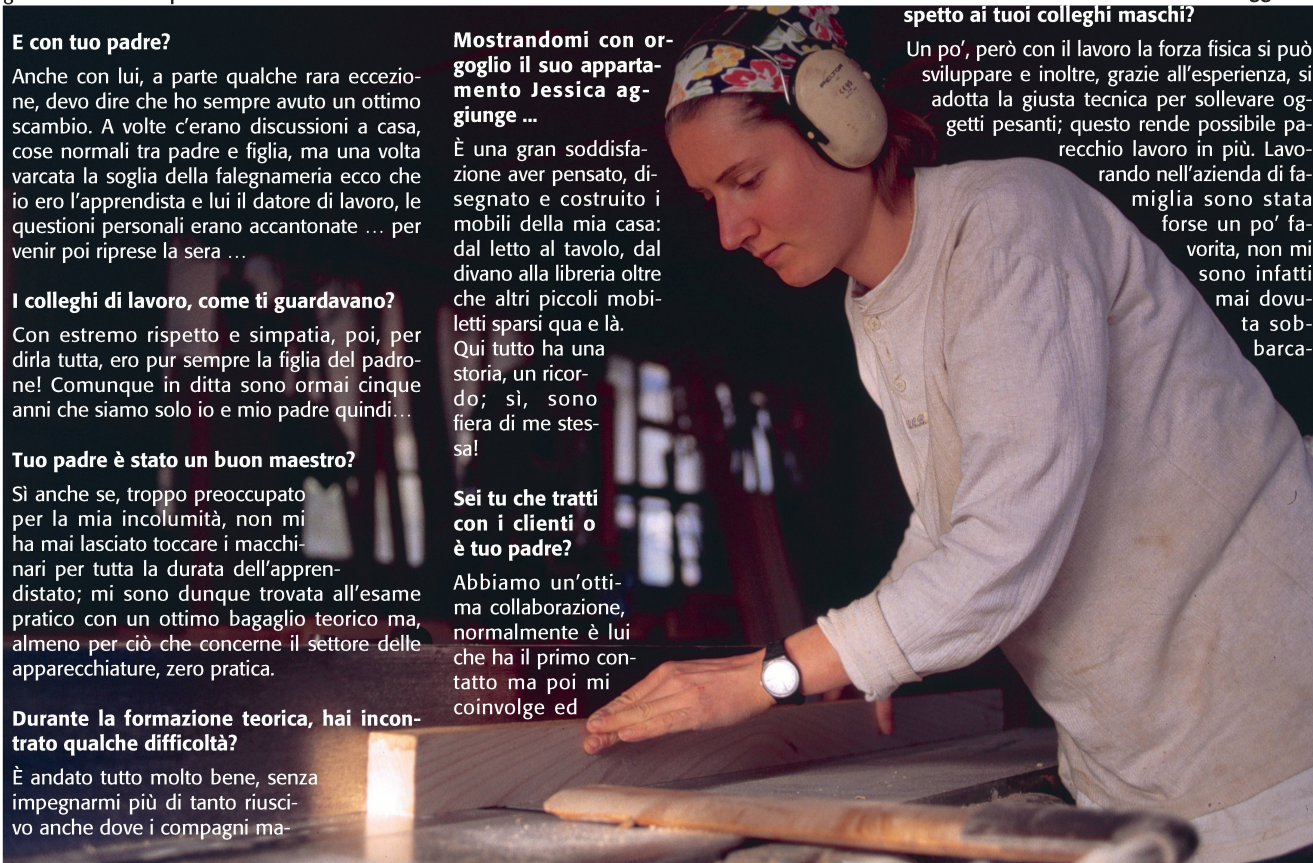 E con tuo padre?
Anche con lui, a parte qualche rara eccezio-
ne, devo dire che ho sempre avuto un ottimo
scambio. A volte c'erano discussioni a casa,
cose normali tra padre e figlia, ma una volta
varcata la soglia della falegnameria ecco che
io ero l'apprendista e lui il datore di lavoro, le
questioni personali erano accantonate … per
venir poi riprese la sera …
I colleghi di lavoro, come ti guardavano?
Con estremo rispetto e simpatia, poi, per
dirla tutta, ero pur sempre la figlia del padro-
ne! Comunque in ditta sono ormai cinque
anni che siamo solo io e mio padre quindi…
Tuo padre è stato un buon maestro?
Sì anche se, troppo preoccupato
per la mia incolumità, non mi
ha mai lasciato toccare i macchi-
nari per tutta la durata dell'appren-
distato; mi sono dunque trovata all'esame
pratico con un ottimo bagaglio teorico ma,
almeno per ciò che concerne il settore delle
apparecchiature, zero pratica.
Durante la formazione teorica, hai incon-
trato qualche difficoltà?
È andato tutto molto bene, senza
impegnarmi più di tanto riusci-
vo anche dove i compagni ma-
Mostrandomi con or-
goglio il suo apparta-
mento Jessica ag-
giunge ...
È una gran soddisfa-
zione aver pensato, di-
segnato e costruito i
mobili della mia casa:
dal letto al tavolo, dal
divano alla libreria oltre
che altri piccoli mobi-
letti sparsi qua e là.
Qui tutto ha una
storia, un ricor-
do; sì, sono
fiera di me stes-
sa!
Sei tu che tratti
con i clienti o
è tuo padre?
Abbiamo un'otti-
ma collaborazione,
normalmente è lui
che ha il primo con-
tatto ma poi mi
coinvolge ed
spetto ai tuoi colleghi maschi?
Un po', però con il lavoro la forza fisica si può
sviluppare e inoltre, grazie all'esperienza, si
adotta la giusta tecnica per sollevare og-
getti pesanti; questo rende possibile pa-
recchio lavoro in più. Lavo-
rando nell'azienda di fa-
miglia sono stata
forse un po' fa-
vorita, non mi
sono infatti
mai dovu-
ta sob-
barca-
PELTOR